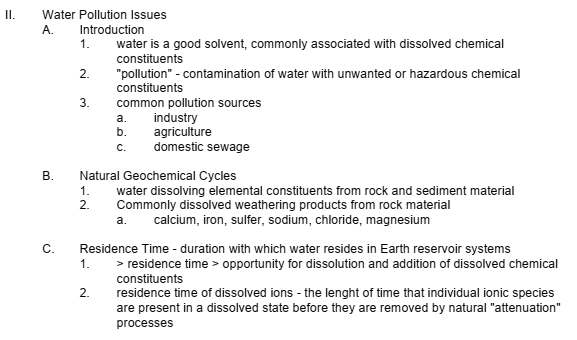 II. Water Pollution Issues
A. Introduction
1. water is a good solvent, commonly associated with dissolved chemical
constituents
2. "pollution" - contamination of water with unwanted or hazardous chemical
constituents
3. common pollution sources
a. industry
b. agriculture
c. domestic sewage
B. Natural Geochemical Cycles
1. water dissolving elemental constituents from rock and sediment material
2. Commonly dissolved weathering products from rock material
a. calcium, iron, sulfer, sodium, chloride, magnesium
C. Residence Time - duration with which water resides in Earth reservoir systems
1. > residence time > opportunity for dissolution and addition of dissolved chemical
constituents
2. residence time of dissolved ions - the lenght of time that individual ionic species
are present in a dissolved state before they are removed by natural "attenuation"
processes